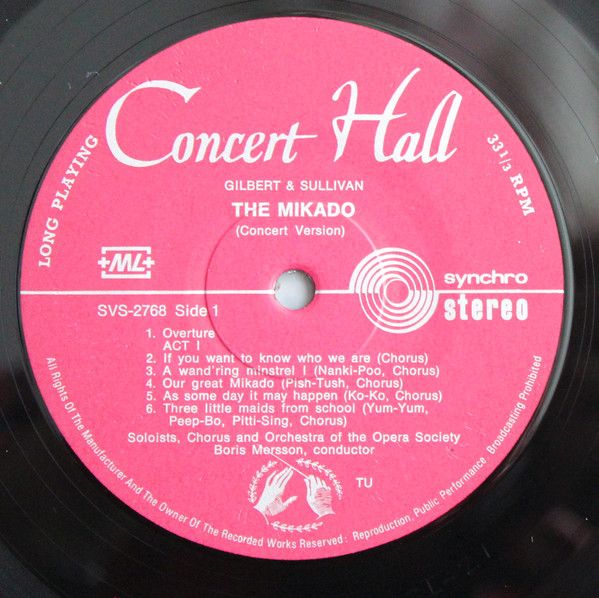 Concert Hall
LONG PLAYING
33 1/3 RPM
GILBERT & SULLIVAN
THE MIKADO
(Concert Version)
+ML+
synchro
stereo
SVS-2768 Side 1
1. Overture
ACT I
2. If you want to know who we are (Chorus)
3. A wand'ring minstrel I (Nanki-Poo, Chorus)
4. Our great Mikado (Pish-Tush, Chorus)
5. As some day it may happen (Ko-Ko, Chorus)
6. Three little maids from school (Yum-Yum,
Peep-Bo, Pitti-Sing, Chorus)
Soloists, Chorus and Orchestra of the Opera Society
Boris Mersson, conductor
TU
All Rights Of The Manufacturer And The Owner Of The Recorded Works Reserved: Reproduction, Public Performance, Broadcasting Prohibited